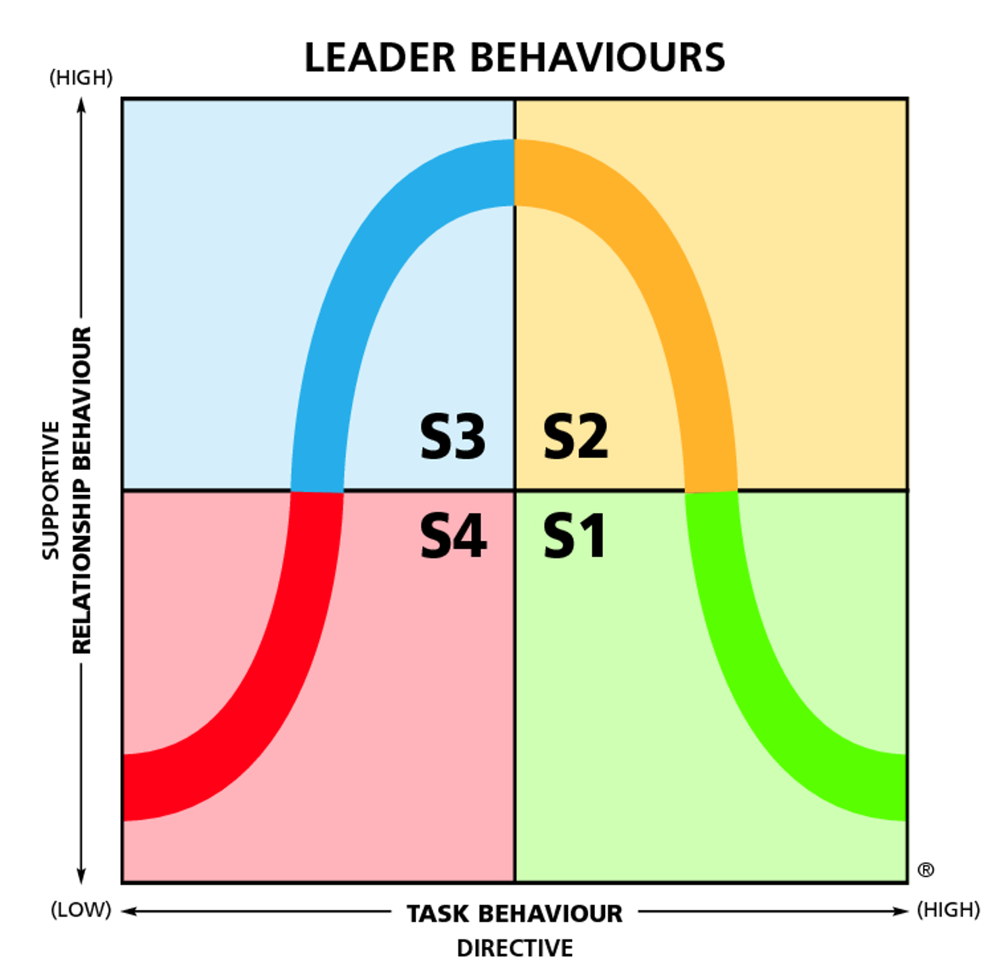 LEADER BEHAVIOURS
(HIGH)
SUPPORTIVE
RELATIONSHIP BEHAVIOUR
S3
S2
S4
S1
®
(LOW)
TASK BEHAVIOUR
(HIGH)
DIRECTIVE